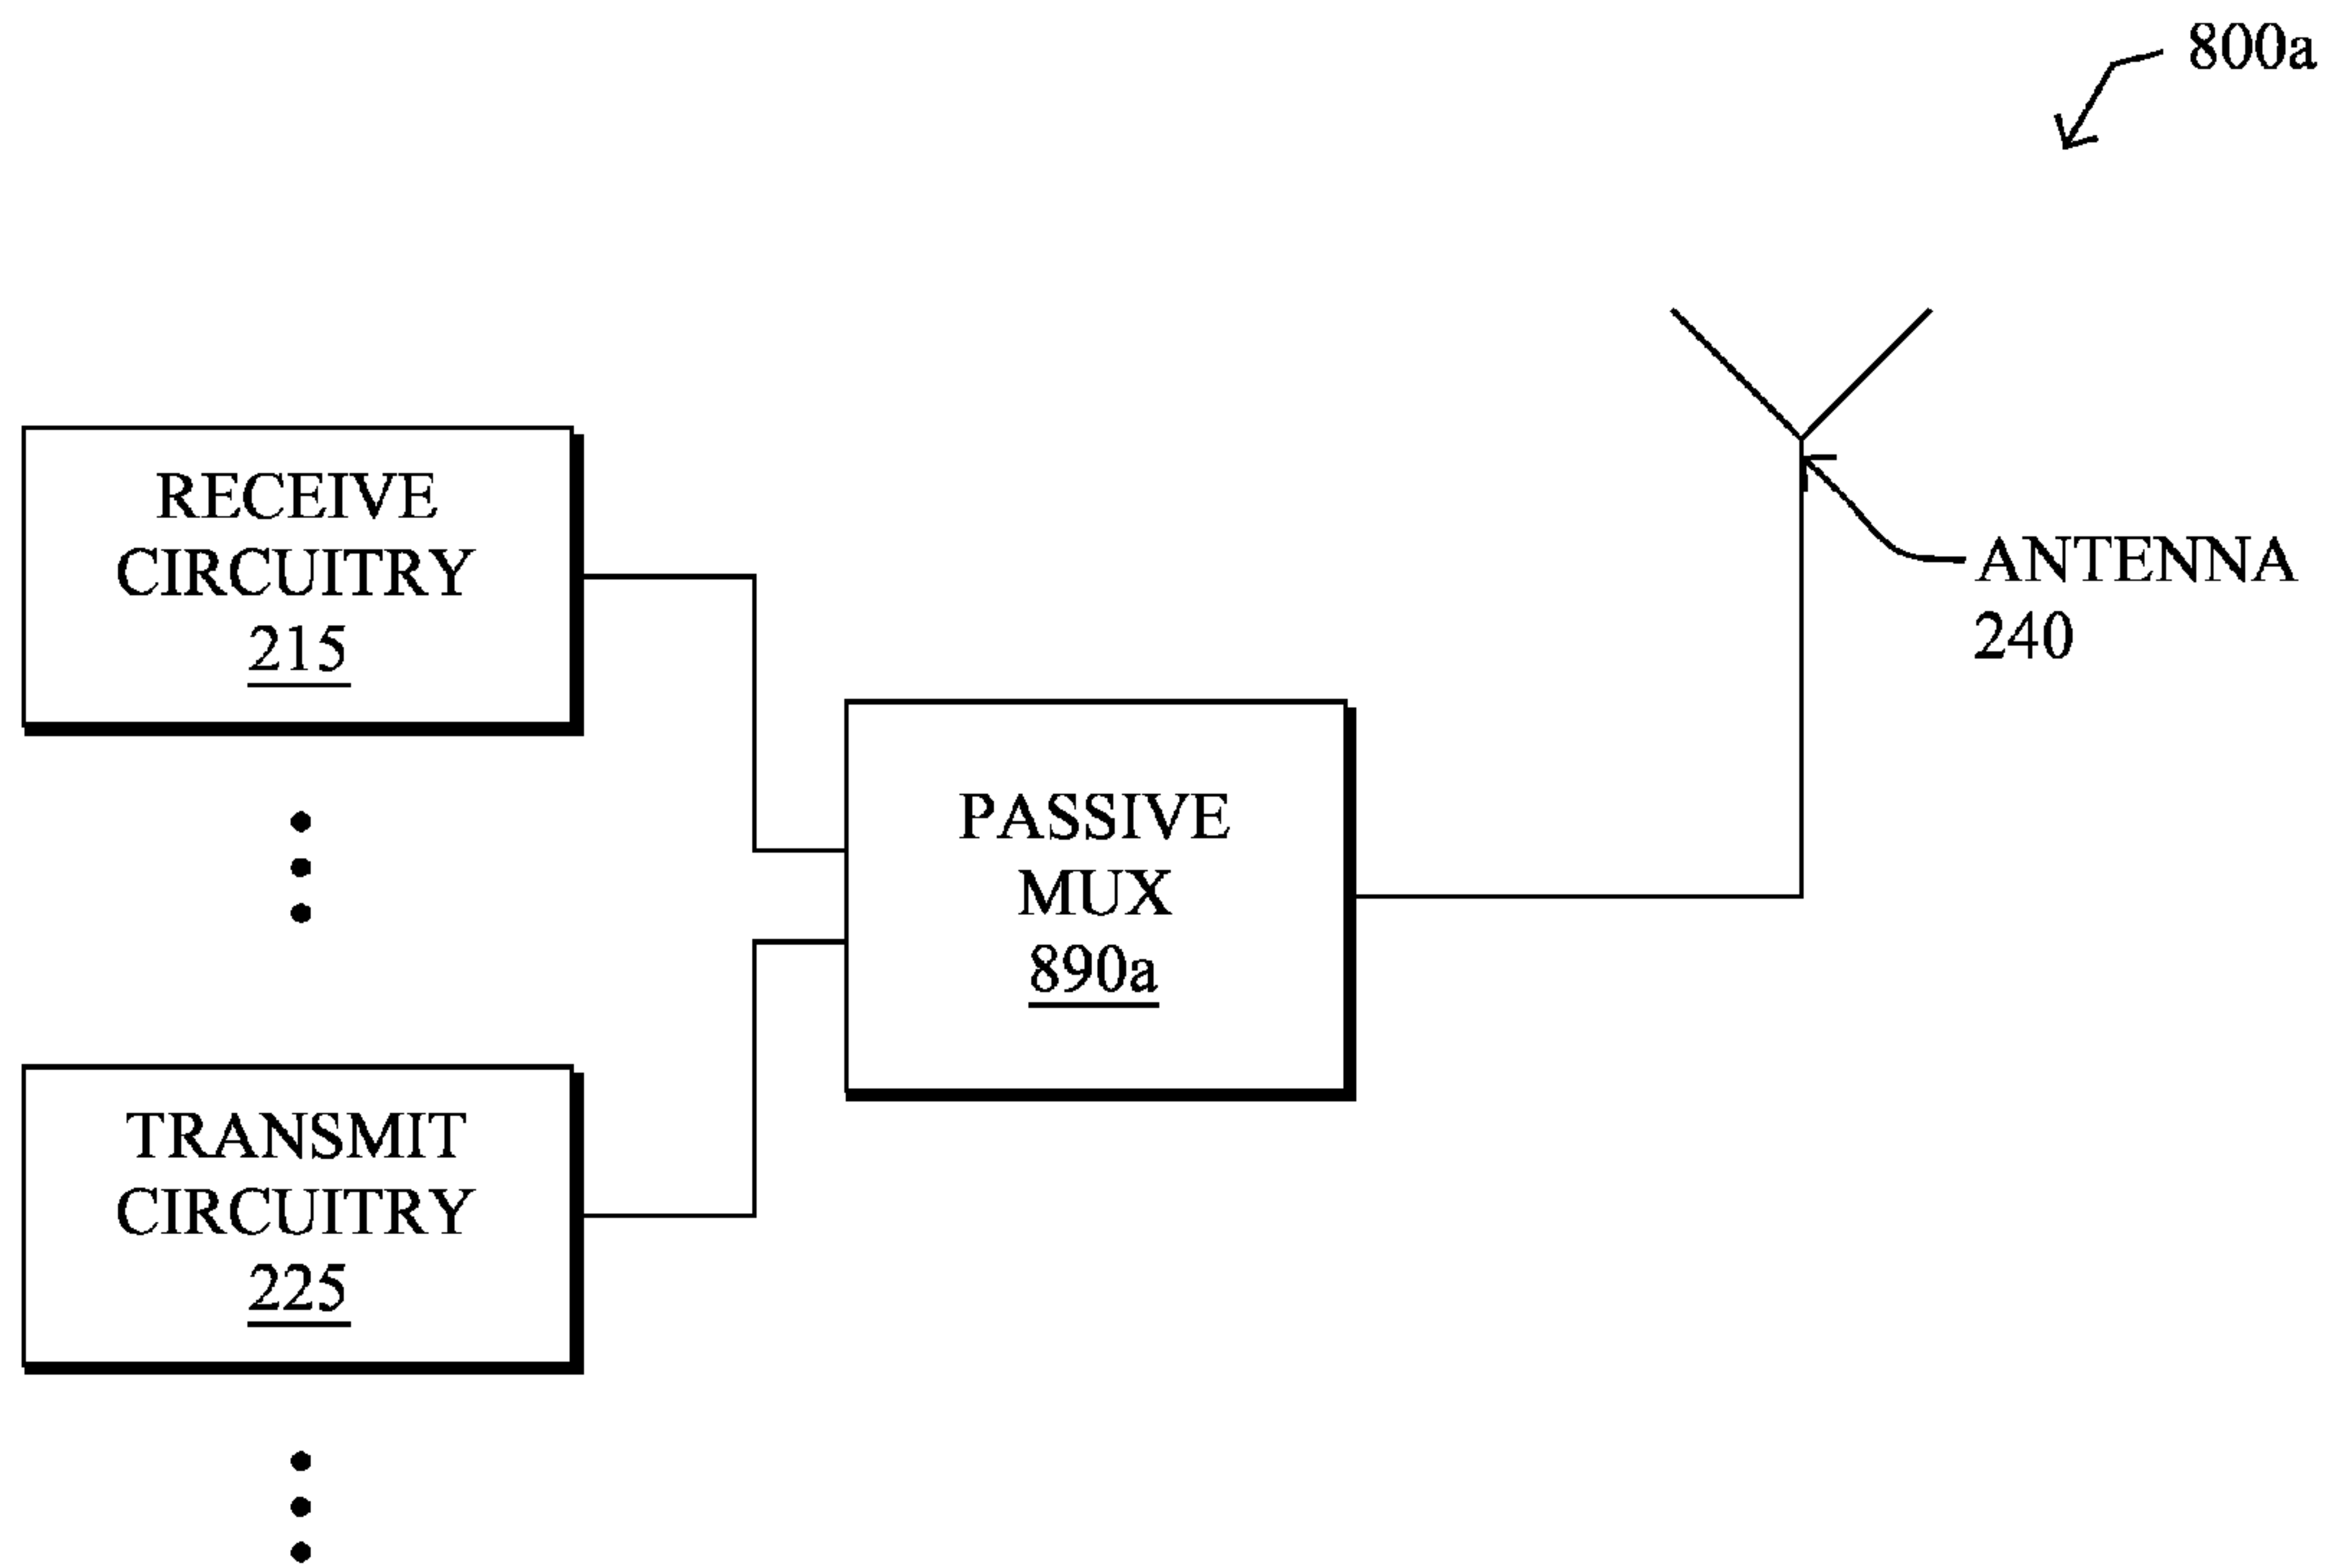 800a
RECEIVE
CIRCUITRY
215
ANTENNA
240
PASSIVE
MUX
890a
TRANSMIT
CIRCUITRY
225